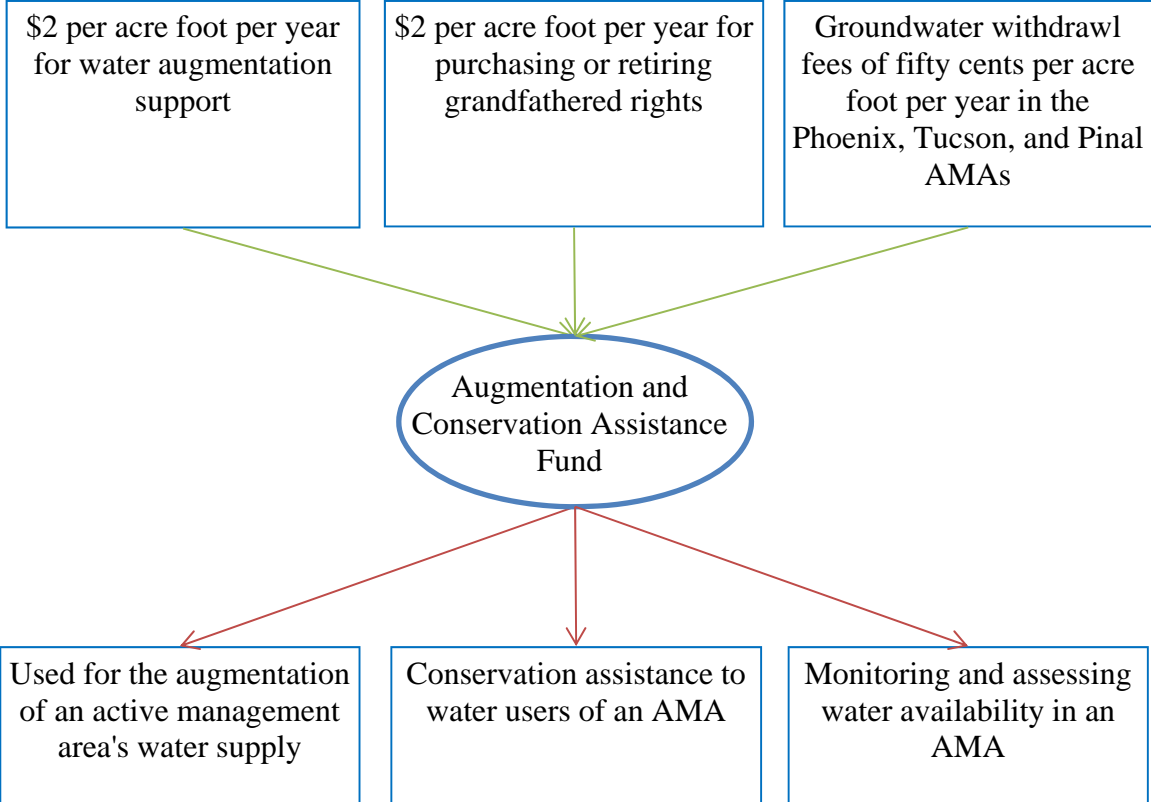 $2 per acre foot per year
for water augmentation
support
$2 per acre foot per year for
purchasing or retiring
grandfathered rights
Groundwater withdrawl
fees of fifty cents per acre
foot per year in the
Phoenix, Tucson, and Pinal
AMAs
Augmentation and
Conservation Assistance
Fund
Used for the augmentation
of an active management
area's water supply
Conservation assistance to
water users of an AMA
Monitoring and assessing
water availability in an
AMA